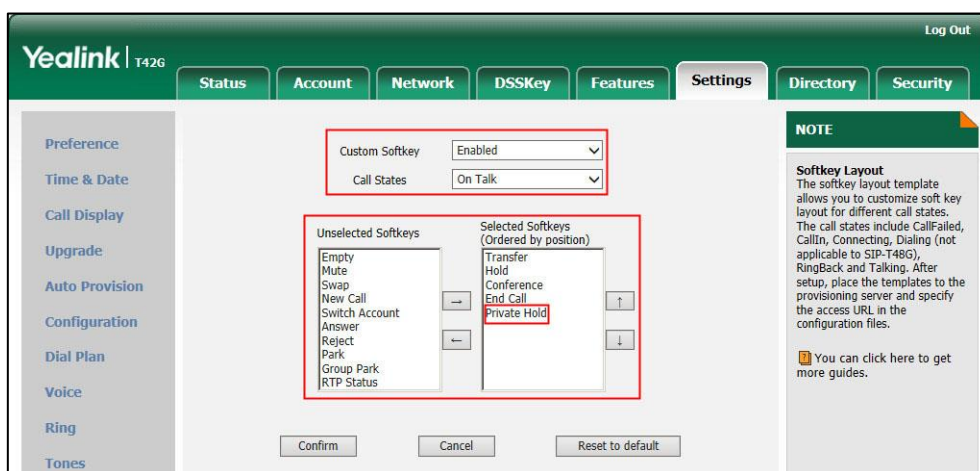 Log Out
Yealink | T42G
Status
Account
Network
DSSKey
Features
Settings
Directory
Security
Preference
Time & Date
Call Display
Upgrade
Auto Provision
Configuration
Dial Plan
Voice
Ring
Tones
Custom Softkey
Enabled
Call States
On Talk
Unselected Softkeys
Empty
Mute
Swap
New Call
Switch Account
Answer
Reject
Park
Group Park
RTP Status
→
←
Selected Softkeys
(Ordered by position)
Transfer
Hold
Conference
End Call
Private Hold
↑
↓
Confirm
Cancel
Reset to default
NOTE
Softkey Layout
The softkey layout template
allows you to customize soft key
layout for different call states.
The call states include CallFailed,
CallIn, Connecting, Dialing (not
applicable to SIP-T48G),
RingBack and Talking. After
setup, place the templates to the
provisioning server and specify
the access URL in the
configuration files.
? You can click here to get
more guides.